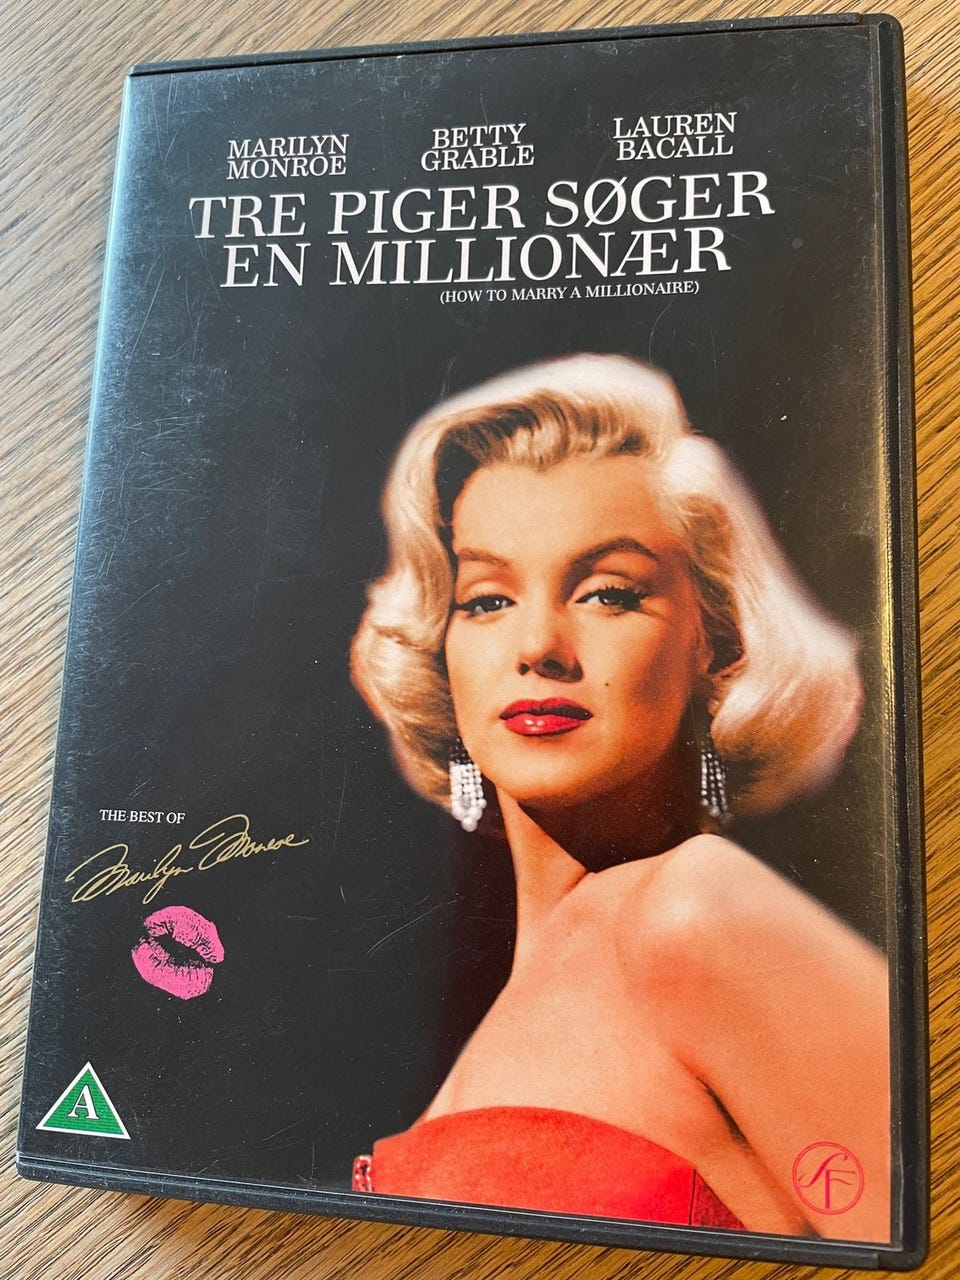 MARILYN
MONROE
BETTY
GRABLE
LAUREN
BACALL
TRE PIGER SØGER
EN MILLIONÆR
(HOW TO MARRY A MILLIONAIRE)
THE BEST OF
Marilyn Monroe
A
SF